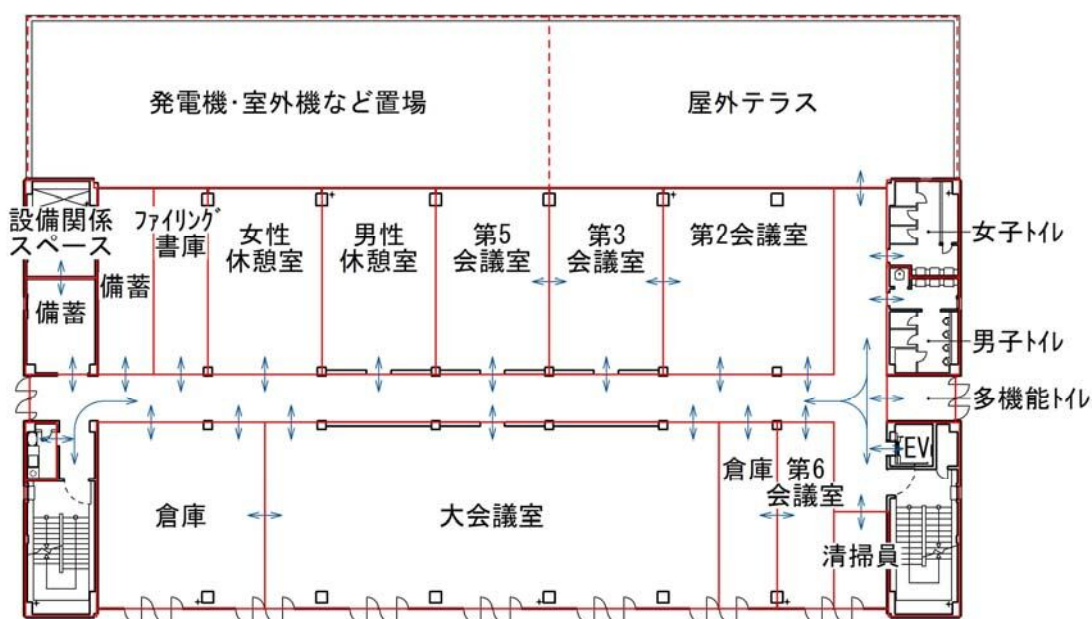 発電機・室外機など置場
屋外テラス
設備関係
スペース
備蓄
備蓄
ファイリング
書庫
女性
休憩室
男性
休憩室
第5
会議室
第3
会議室
第2会議室
女子トイレ
男子トイレ
多機能トイレ
倉庫
大会議室
倉庫
第6
会議室
EV
清掃員